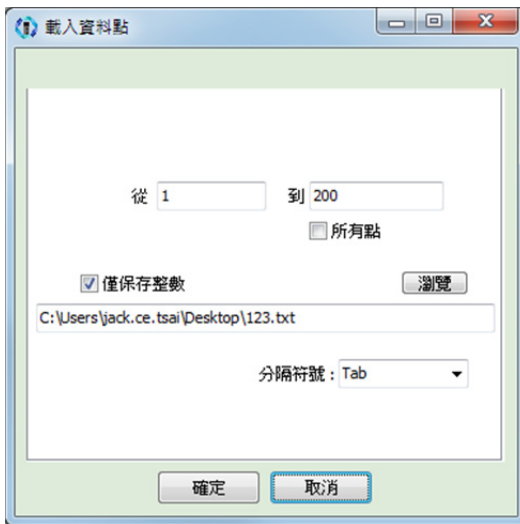 載入資料點
從 1 到 200
所有點
僅保存整數 瀏覽
C:\Users\jack.ce.tsai\Desktop\123.txt
分隔符號：Tab
確定 取消